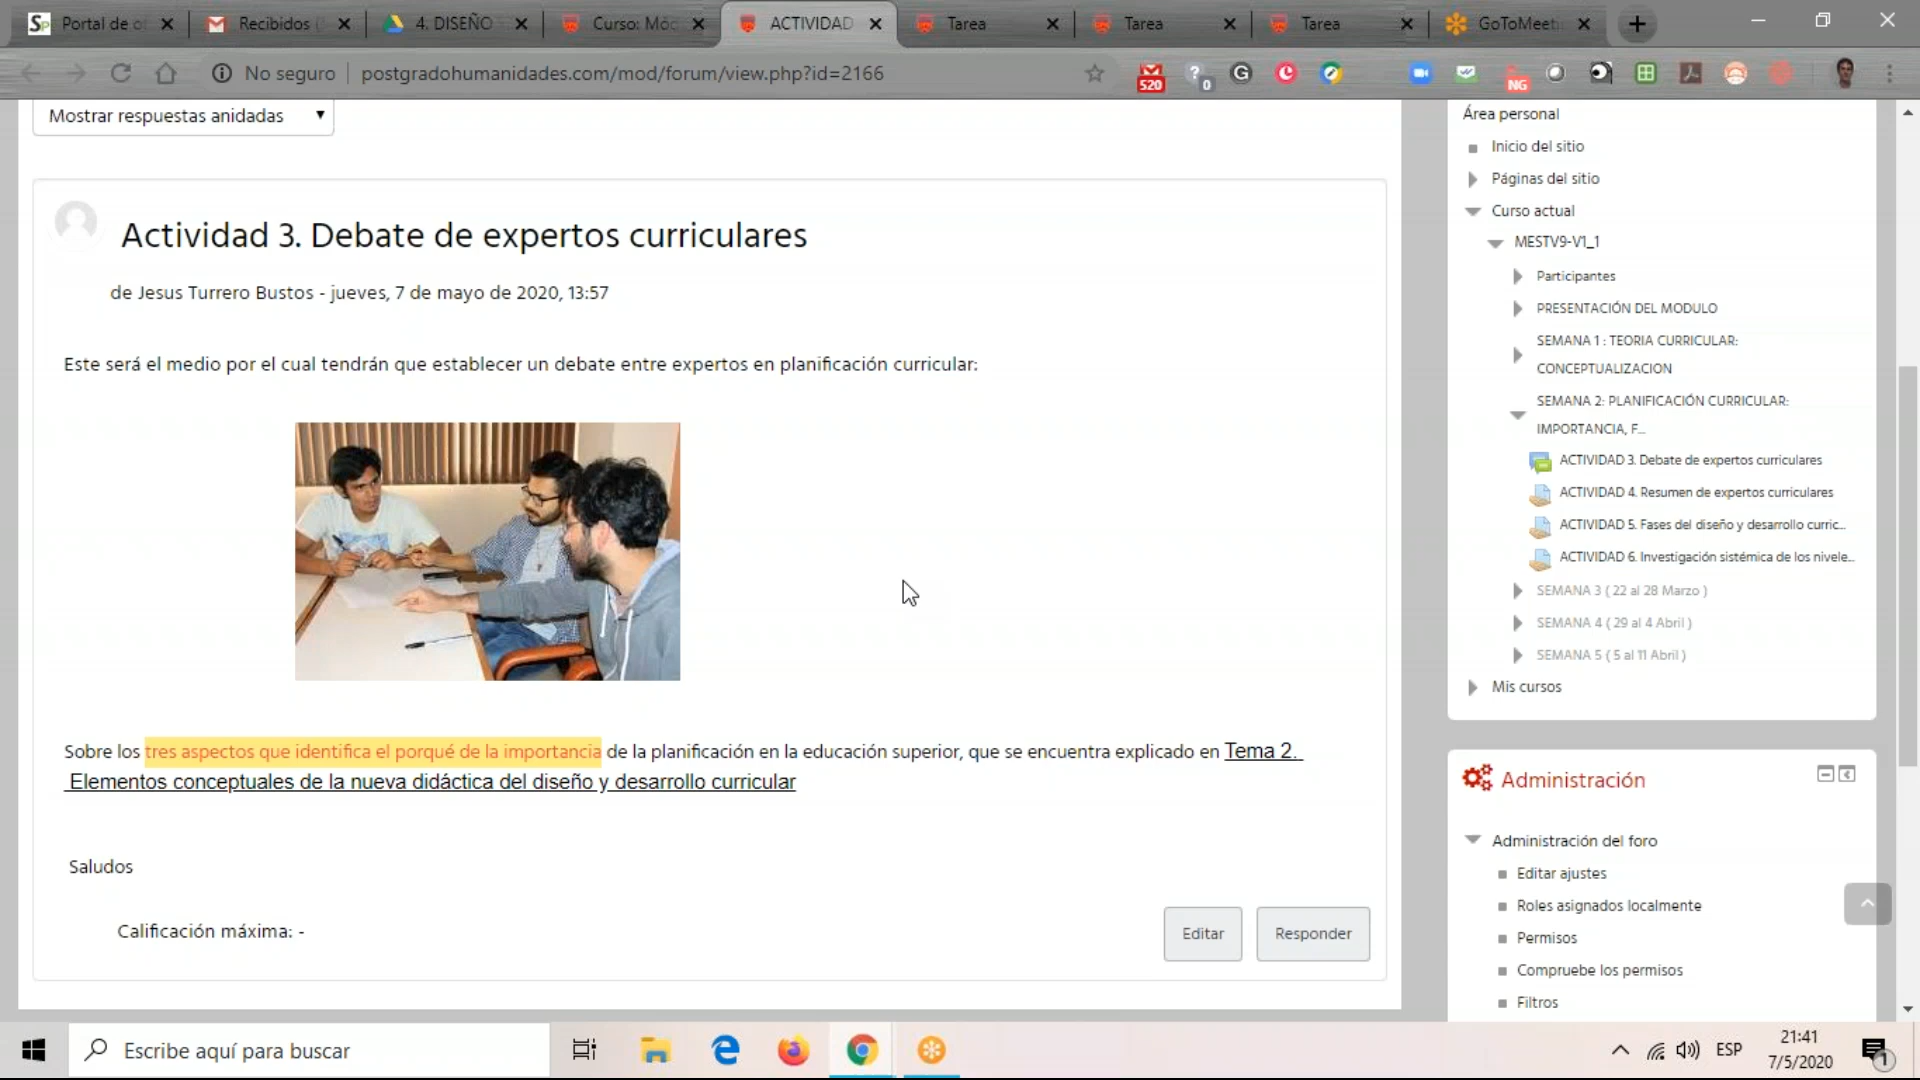 Portal de o
Recibidos (
4. DISEÑO
Curso: Móc
ACTIVIDAD
Tarea
Tarea
Tarea
GoToMeeti
No seguro
postgradohumanidades.com/mod/forum/view.php?id=2166
520
0
NG
Mostrar respuestas anidadas
Actividad 3. Debate de expertos curriculares
de Jesus Turrero Bustos - jueves, 7 de mayo de 2020, 13:57
Este será el medio por el cual tendrán que establecer un debate entre expertos en planificación curricular:
Sobre los tres aspectos que identifica el porqué de la importancia de la planificación en la educación superior, que se encuentra explicado en Tema 2.
Elementos conceptuales de la nueva didáctica del diseño y desarrollo curricular
Saludos
Calificación máxima: -
Editar
Responder
Área personal
Inicio del sitio
Páginas del sitio
Curso actual
MESTV9-V1_1
Participantes
PRESENTACIÓN DEL MODULO
SEMANA 1 : TEORIA CURRICULAR:
CONCEPTUALIZACION
SEMANA 2: PLANIFICACIÓN CURRICULAR:
IMPORTANCIA, F...
ACTIVIDAD 3. Debate de expertos curriculares
ACTIVIDAD 4. Resumen de expertos curriculares
ACTIVIDAD 5. Fases del diseño y desarrollo curric...
ACTIVIDAD 6. Investigación sistémica de los nivele...
SEMANA 3 ( 22 al 28 Marzo )
SEMANA 4 ( 29 al 4 Abril )
SEMANA 5 ( 5 al 11 Abril )
Mis cursos
Administración
Administración del foro
Editar ajustes
Roles asignados localmente
Permisos
Compruebe los permisos
Filtros
Escribe aquí para buscar
ESP
21:41
7/5/2020
1